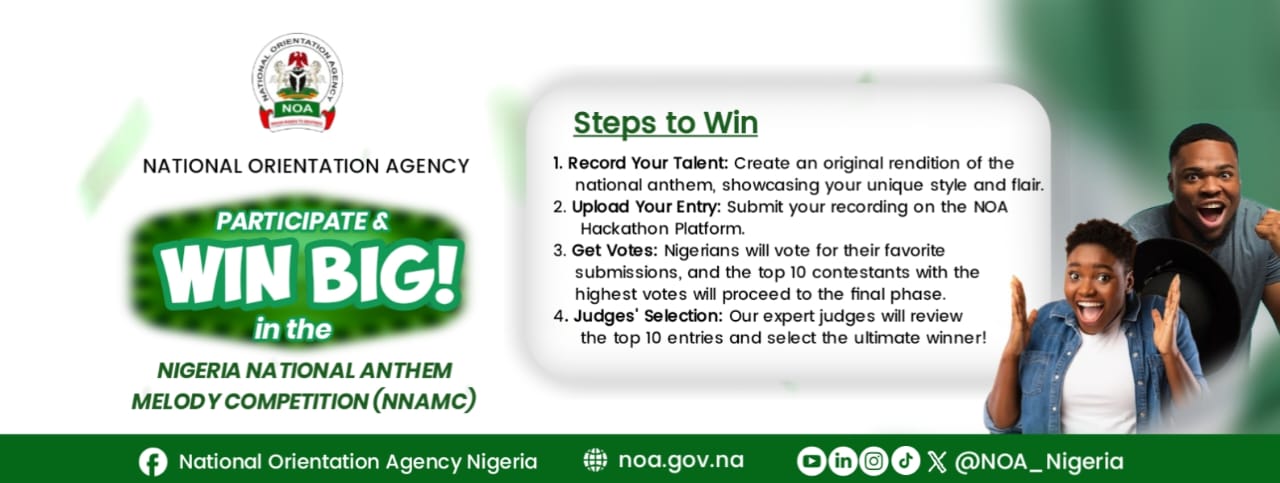 NATIONAL ORIENTATION AGENCY
NOA
NATIONAL ORIENTATION AGENCY
PARTICIPATE &
WIN BIG!
in the
NIGERIA NATIONAL ANTHEM
MELODY COMPETITION (NNAMC)
Steps to Win
1. Record Your Talent: Create an original rendition of the
national anthem, showcasing your unique style and flair.
2. Upload Your Entry: Submit your recording on the NOA
Hackathon Platform.
3. Get Votes: Nigerians will vote for their favorite
submissions, and the top 10 contestants with the
highest votes will proceed to the final phase.
4. Judges' Selection: Our expert judges will review
the top 10 entries and select the ultimate winner!
National Orientation Agency Nigeria
noa.gov.na
@NOA_Nigeria